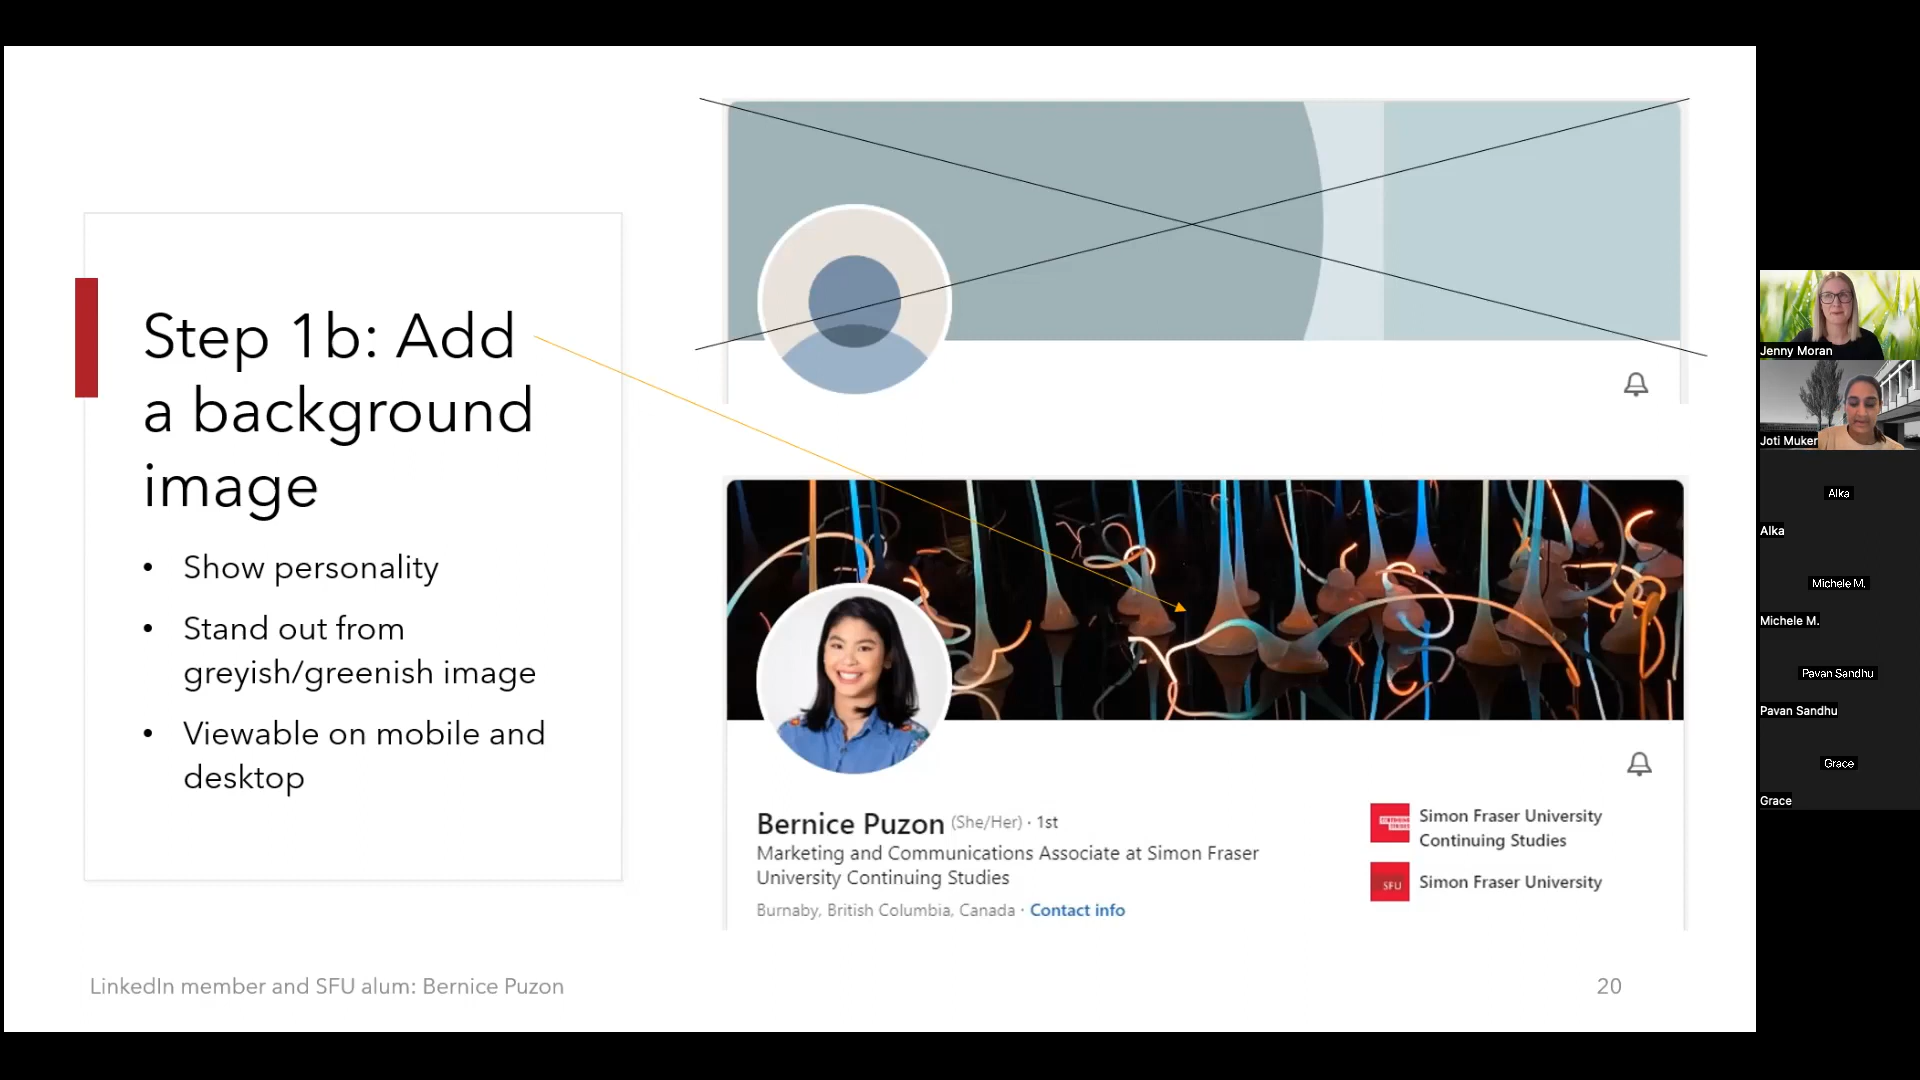 Step 1b: Add
a background
image
• Show personality
• Stand out from
greyish/greenish image
• Viewable on mobile and
desktop
Bernice Puzon (She/Her) · 1st
Marketing and Communications Associate at Simon Fraser
University Continuing Studies
Burnaby, British Columbia, Canada · Contact info
Simon Fraser University
Continuing Studies
SFU
Simon Fraser University
LinkedIn member and SFU alum: Bernice Puzon
20
Jenny Moran
Joti Muker
Alka
Alka
Michele M.
Michele M.
Pavan Sandhu
Pavan Sandhu
Grace
Grace